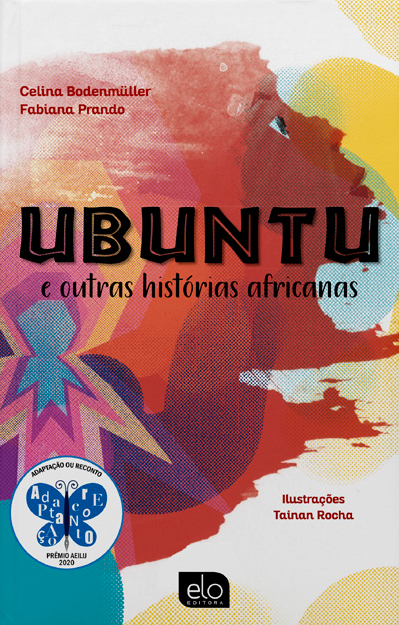 Celina Bodenmüller
Fabiana Prando
UBUNTU
e outras histórias africanas
ADAPTAÇÃO OU RECONTO
PRÊMIO AEILIJ
2020
Ilustrações
Tainan Rocha
elo
EDITORA